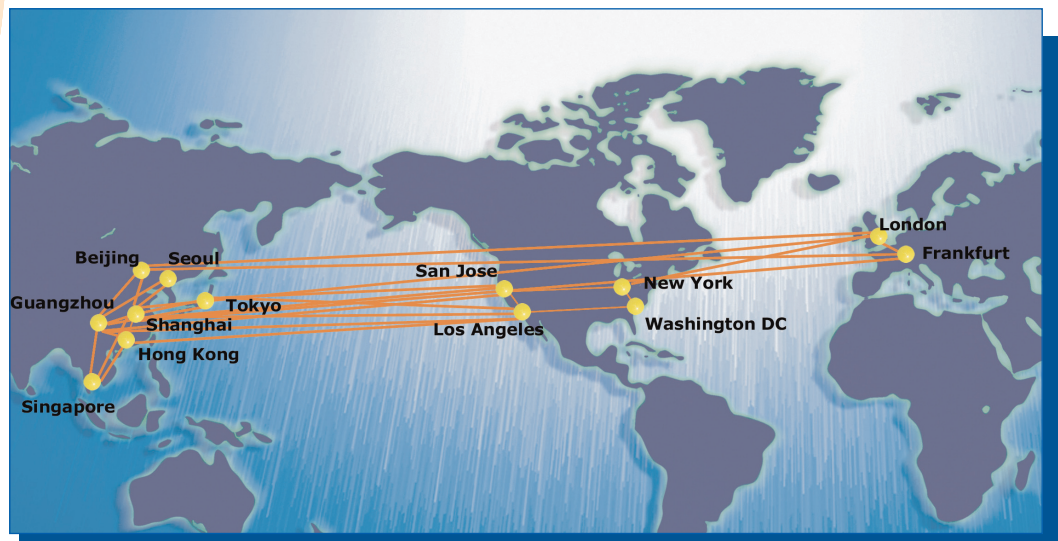 London
Frankfurt
Beijing
Seoul
San Jose
New York
Guangzhou
Tokyo
Shanghai
Los Angeles
Washington DC
Hong Kong
Singapore